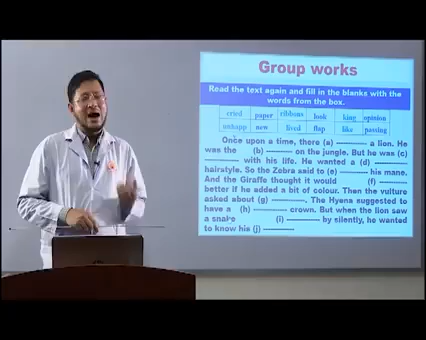 Group works
Read the text again and fill in the blanks with the
words from the box.
cried paper ribbons look king opinion
unhapp new lived flap like passing
Once upon a time, there (a) ———— a lion. He
was the (b) ———— on the jungle. But he was (c)
———— with his life. He wanted a (d) ————
hairstyle. So the Zebra said to (e) ———— his mane.
And the Giraffe thought it would (f) ————
better if he added a bit of colour. Then the vulture
asked about (g) ————. The Hyena suggested to
have a (h) ———— crown. But when the lion saw
a snake (i) ———— by silently, he wanted
to know his (j) ————